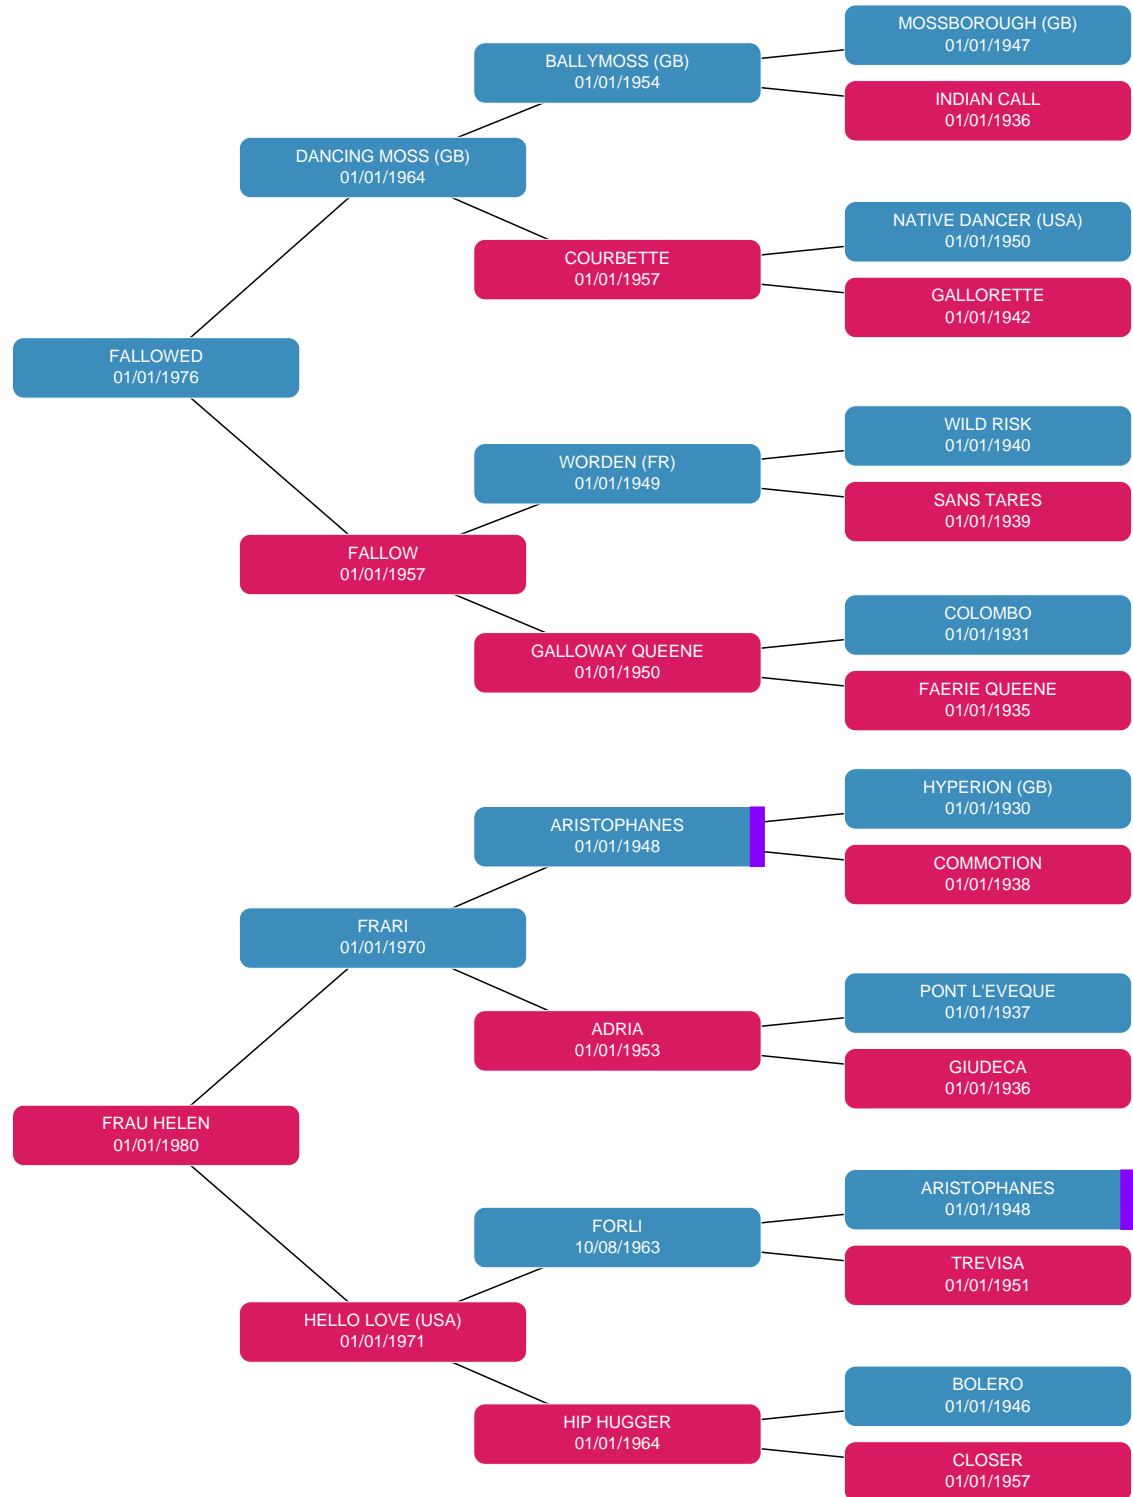 MOSSBOROUGH (GB)
01/01/1947
BALLYMOSS (GB)
01/01/1954
INDIAN CALL
01/01/1936
DANCING MOSS (GB)
01/01/1964
NATIVE DANCER (USA)
01/01/1950
COURBETTE
01/01/1957
GALLORETTE
01/01/1942
FALLOWED
01/01/1976
WILD RISK
01/01/1940
WORDEN (FR)
01/01/1949
SANS TARES
01/01/1939
FALLOW
01/01/1957
COLOMBO
01/01/1931
GALLOWAY QUEENE
01/01/1950
FAERIE QUEENE
01/01/1935
HYPERION (GB)
01/01/1930
ARISTOPHANES
01/01/1948
COMMOTION
01/01/1938
FRARI
01/01/1970
PONT L'EVEQUE
01/01/1937
ADRIA
01/01/1953
GIUDECA
01/01/1936
FRAU HELEN
01/01/1980
ARISTOPHANES
01/01/1948
FORLI
10/08/1963
TREVISA
01/01/1951
HELLO LOVE (USA)
01/01/1971
BOLERO
01/01/1946
HIP HUGGER
01/01/1964
CLOSER
01/01/1957